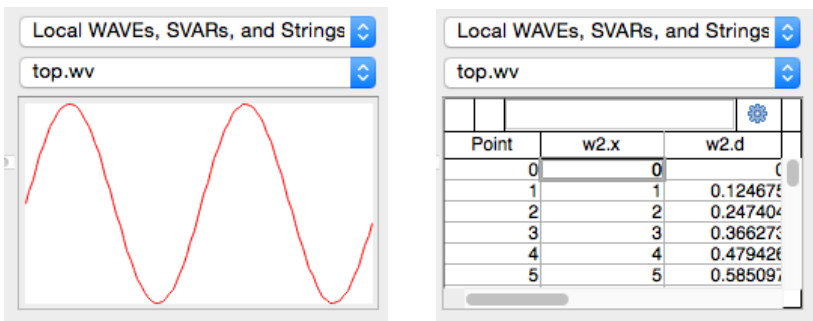 Local WAVEs, SVARs, and Strings
top.wv
Local WAVEs, SVARs, and Strings
top.wv
Point w2.x w2.d
0 0 0
1 1 0.124675
2 2 0.247404
3 3 0.366273
4 4 0.479426
5 5 0.585097